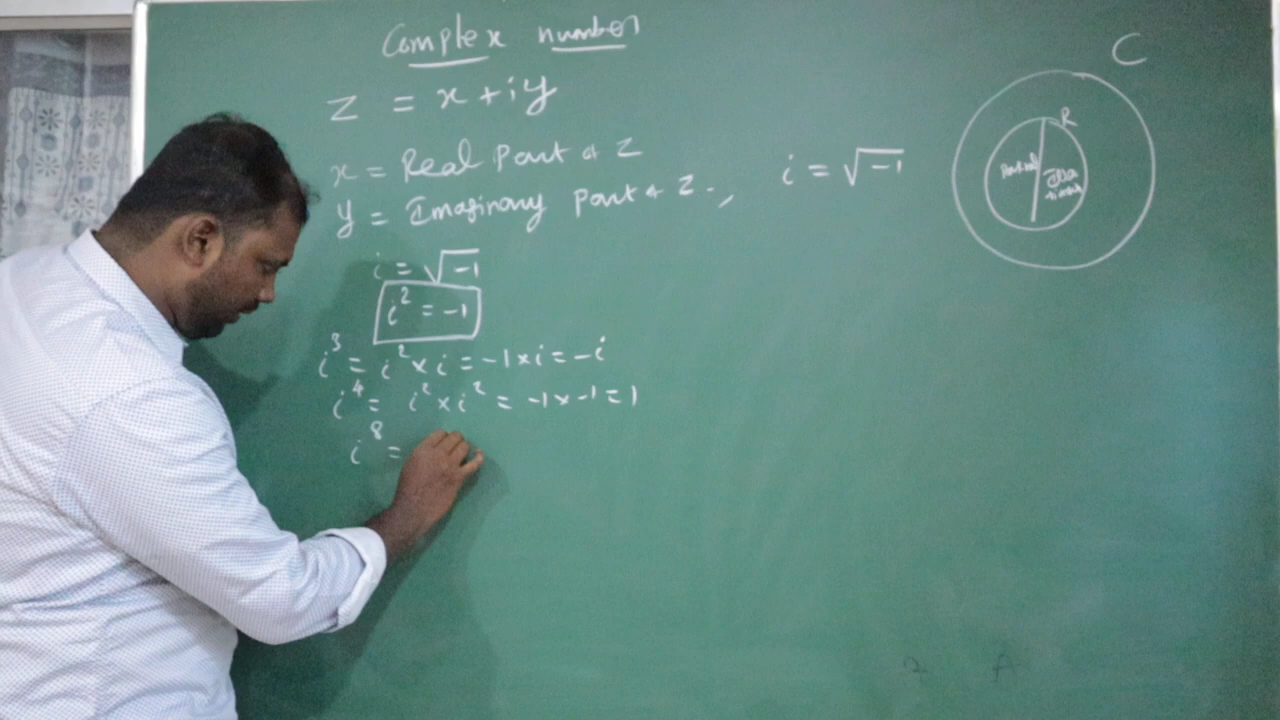 Complex number
z = x + iy
x = Real Part of z
y = Imaginary Part of z. ,
i = √-1
i = √-1
i² = -1
i³ = i² × i = -1 × i = -i
i⁴ = i² × i² = -1 × -1 = 1
i⁸ =
C
R